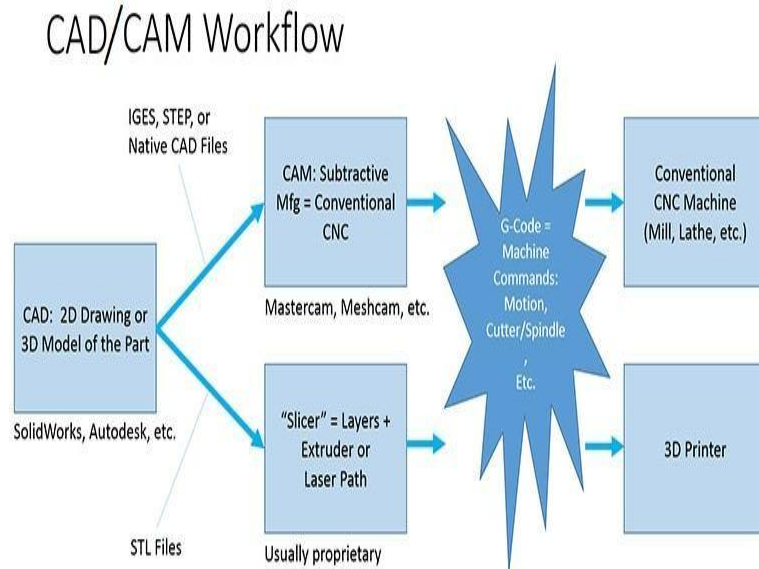 CAD/CAM Workflow
IGES, STEP, or
Native CAD Files
CAD:  2D Drawing or
3D Model of the Part
SolidWorks, Autodesk, etc.
STL Files
CAM: Subtractive
Mfg = Conventional
CNC
Mastercam, Meshcam, etc.
“Slicer” = Layers +
Extruder or
Laser Path
Usually proprietary
G-Code =
Machine
Commands:
Motion,
Cutter/Spindle
,
Etc.
Conventional
CNC Machine
(Mill, Lathe, etc.)
3D Printer